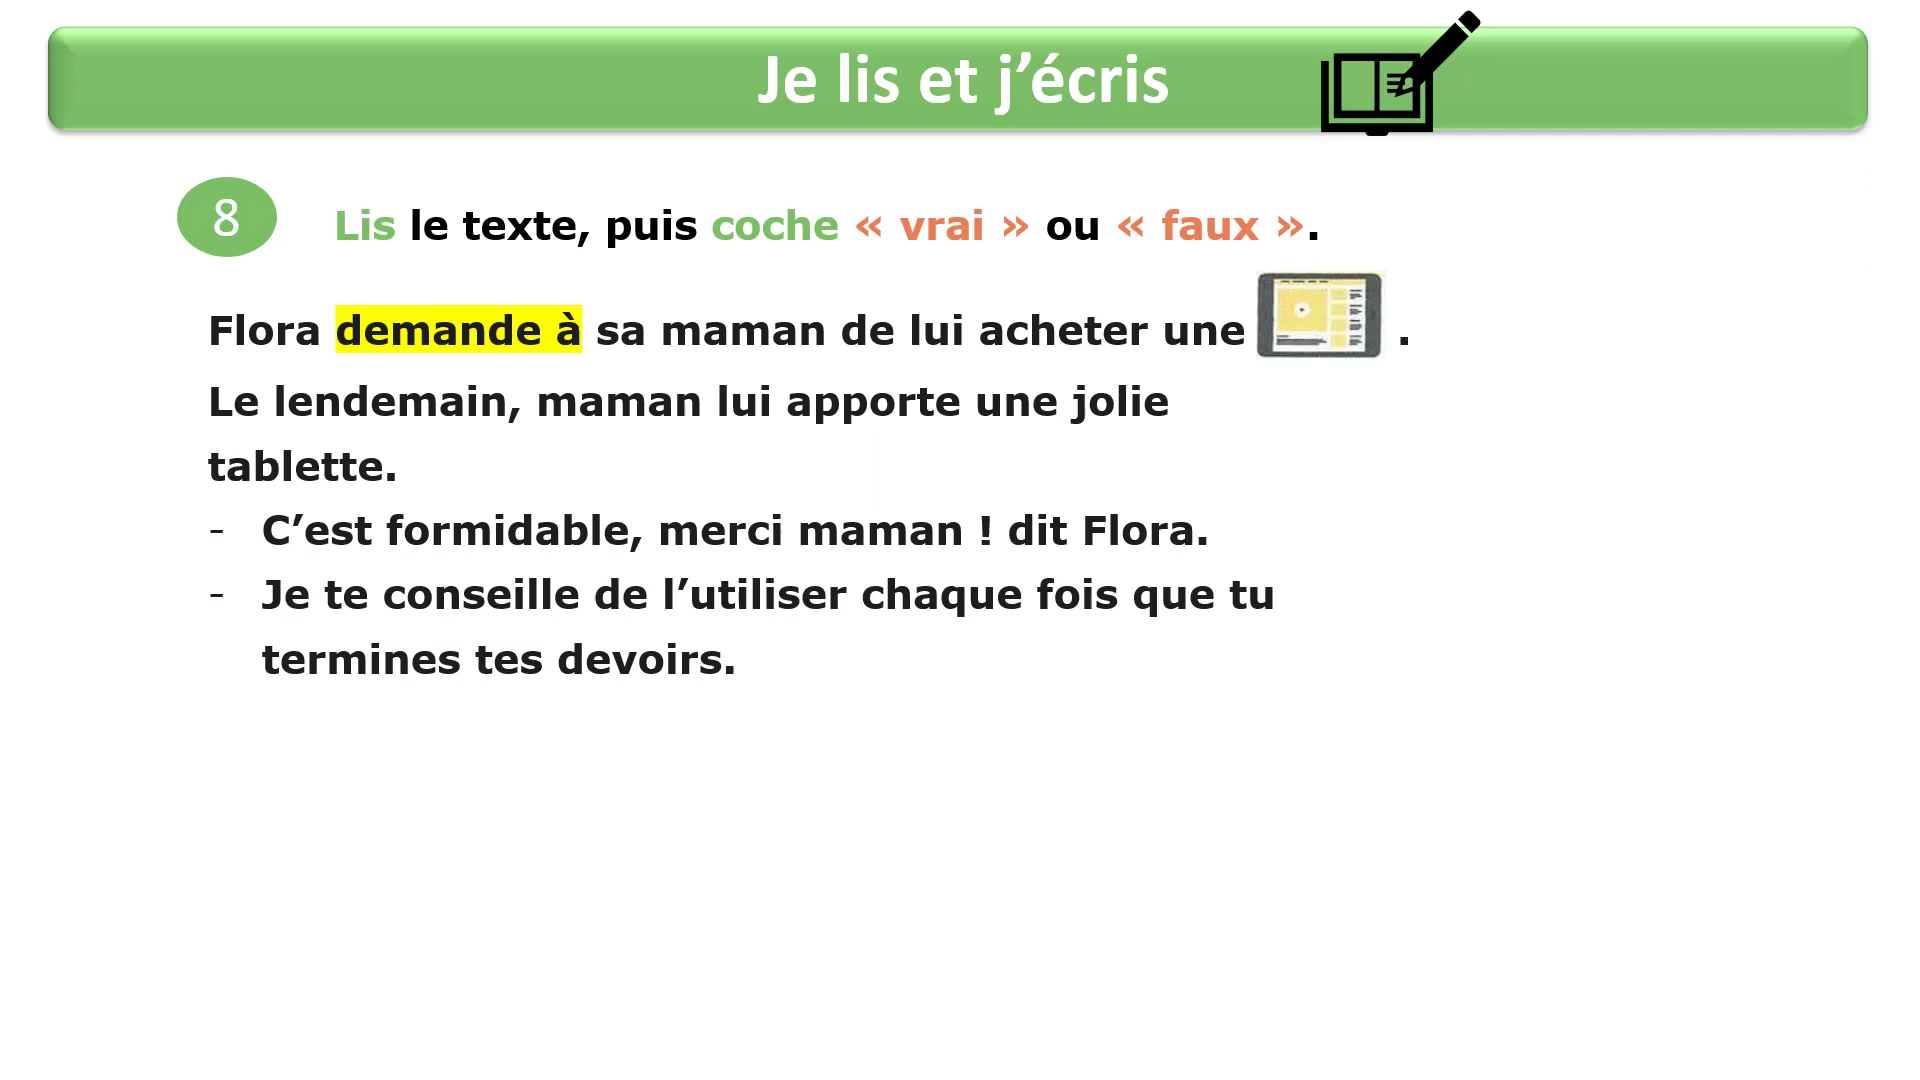 Je lis et j’écris
8 Lis le texte, puis coche « vrai » ou « faux ».
Flora demande à sa maman de lui acheter une .
Le lendemain, maman lui apporte une jolie
tablette.
- C’est formidable, merci maman ! dit Flora.
- Je te conseille de l’utiliser chaque fois que tu
termines tes devoirs.